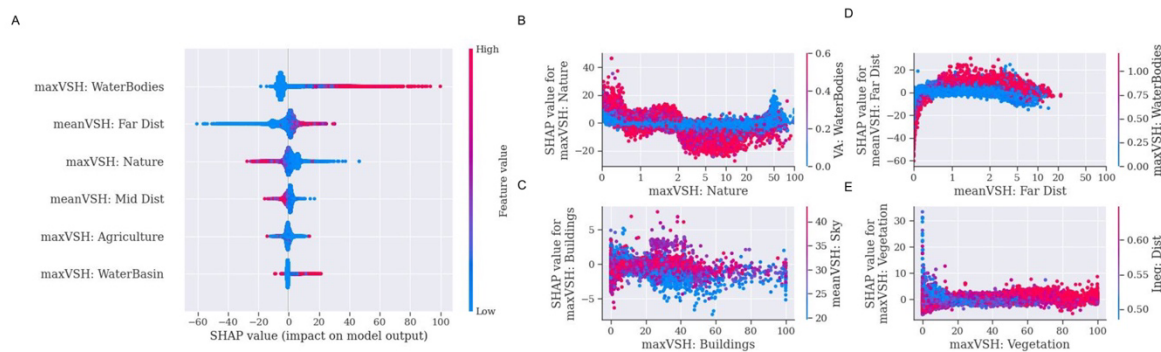 A
High
maxVSH: WaterBodies
meanVSH: Far Dist
maxVSH: Nature
meanVSH: Mid Dist
maxVSH: Agriculture
maxVSH: WaterBasin
Feature value
Low
−60 −40 −20 0 20 40 60 80 100
SHAP value (impact on model output)
B
SHAP value for
maxVSH: Nature
40
20
0
−20
0 1 2 2 5 10 20 50 100
maxVSH: Nature
0.6
0.4
0.2
0.0
VA: WaterBodies
C
SHAP value for
maxVSH: Buildings
5
0
−5
0 20 40 60 80 100
maxVSH: Buildings
40
35
30
25
20
meanVSH: Sky
D
SHAP value for
meanVSH: Far Dist
20
0
−20
−40
−60
0 1 2 5 10 20 50 100
meanVSH: Far Dist
1.00
0.75
0.50
0.25
0.00
maxVSH: WaterBodies
E
SHAP value for
maxVSH: Vegetation
30
20
10
0
0 20 40 60 80 100
maxVSH: Vegetation
0.60
0.55
0.50
Ineq: Dist